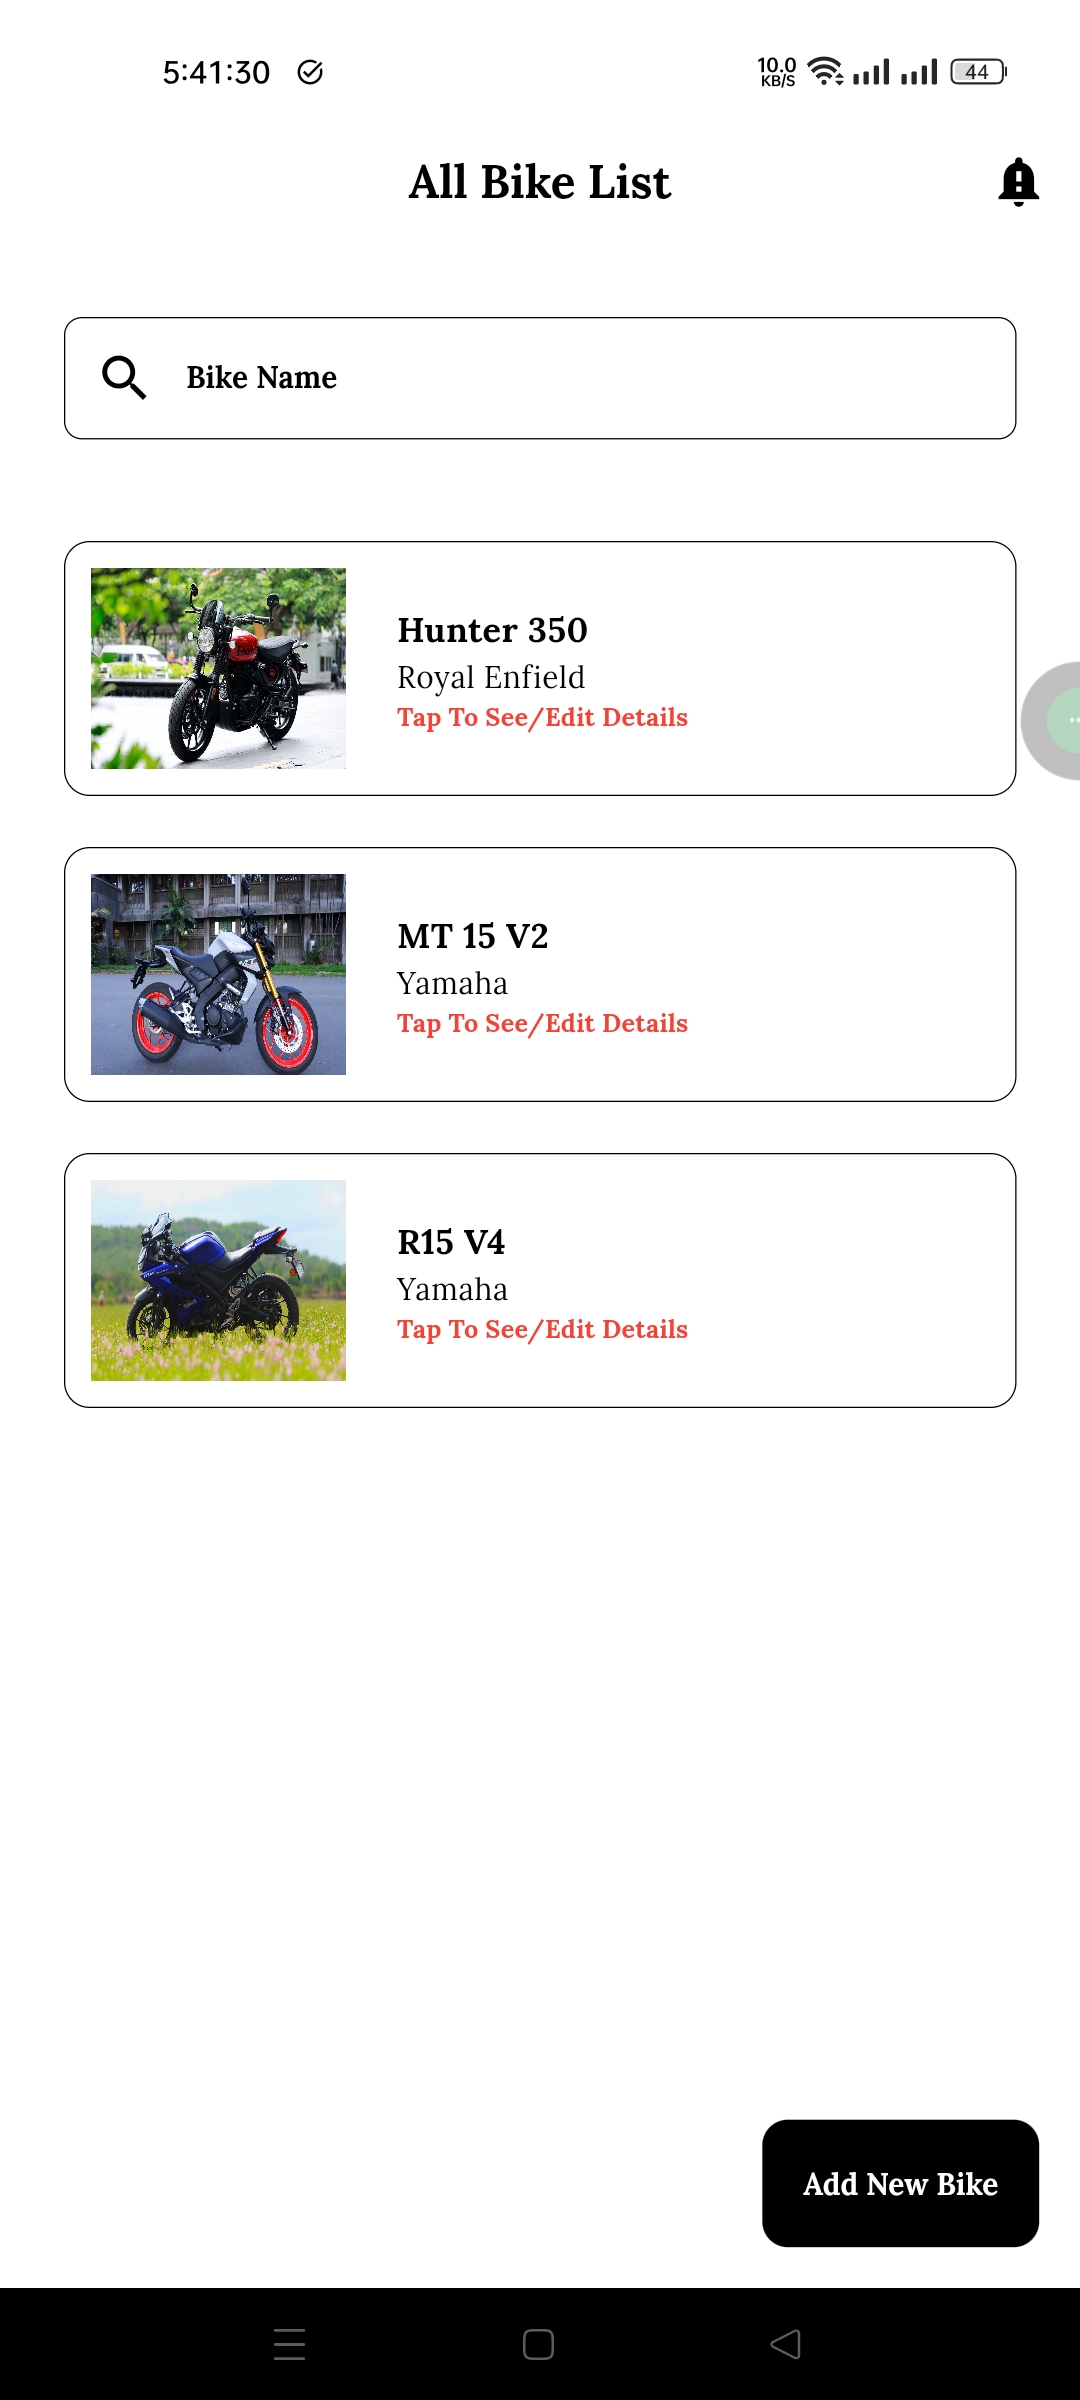 5:41:30
10.0
KB/S
44
All Bike List
Bike Name
Hunter 350
Royal Enfield
Tap To See/Edit Details
MT 15 V2
Yamaha
Tap To See/Edit Details
R15 V4
Yamaha
Tap To See/Edit Details
Add New Bike